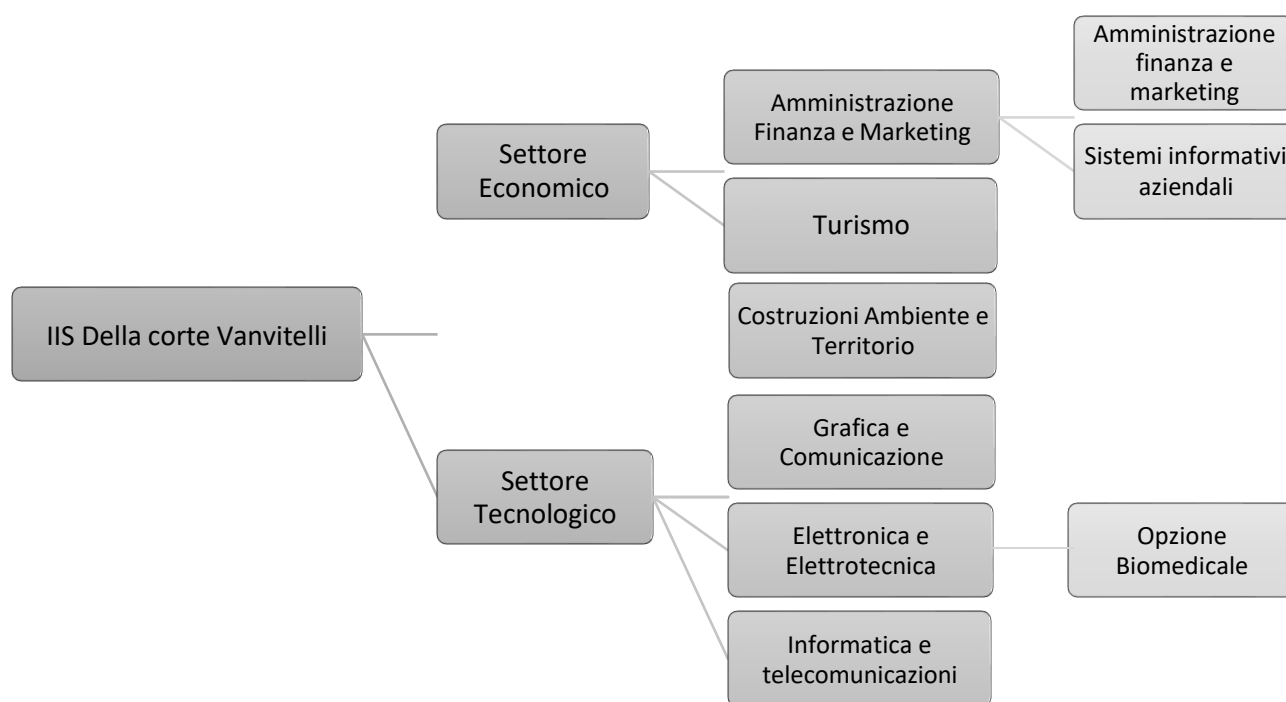 IIS Della corte Vanvitelli
Settore
Economico
Amministrazione
Finanza e Marketing
Amministrazione
finanza e
marketing
Sistemi informativi
aziendali
Turismo
Settore
Tecnologico
Costruzioni Ambiente e
Territorio
Grafica e
Comunicazione
Elettronica e
Elettrotecnica
Opzione
Biomedicale
Informatica e
telecomunicazioni